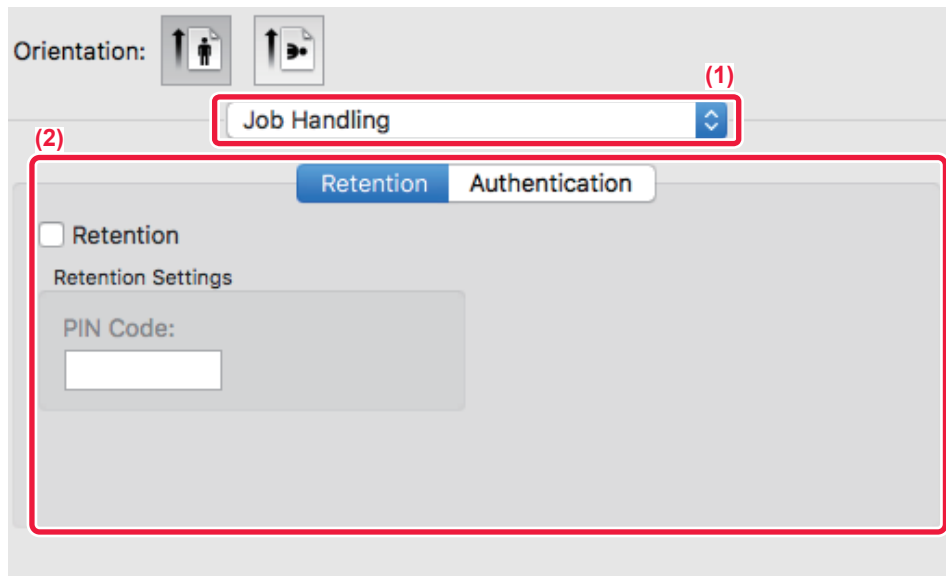 Orientation:
(1)
Job Handling
(2)
Retention Authentication
Retention
Retention Settings
PIN Code: